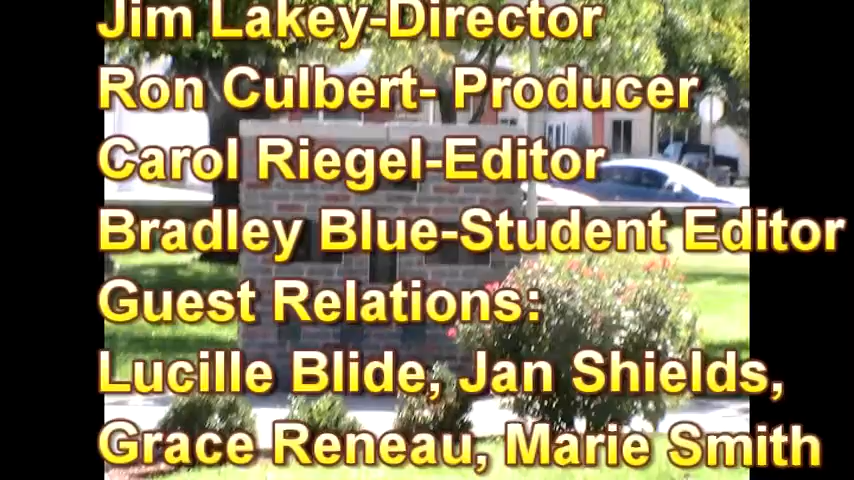 Jim Lakey-Director
Ron Culbert- Producer
Carol Riegel-Editor
Bradley Blue-Student Editor
Guest Relations:
Lucille Blide, Jan Shields,
Grace Reneau, Marie Smith